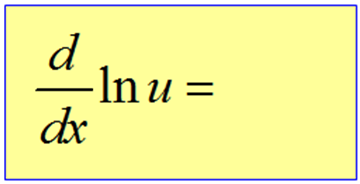 d/dx ln u =